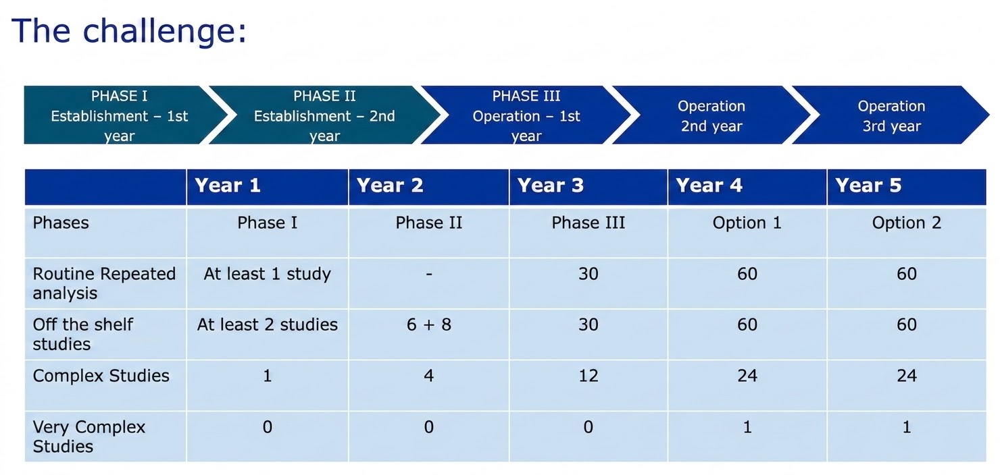 The challenge:
PHASE I
Establishment – 1st
year
PHASE II
Establishment – 2nd
year
PHASE III
Operation – 1st
year
Operation
2nd year
Operation
3rd year
Year 1 Year 2 Year 3 Year 4 Year 5
Phases Phase I Phase II Phase III Option 1 Option 2
Routine Repeated At least 1 study - 30 60 60
analysis
Off the shelf At least 2 studies 6 + 8 30 60 60
studies
Complex Studies 1 4 12 24 24
Very Complex 0 0 0 1 1
Studies